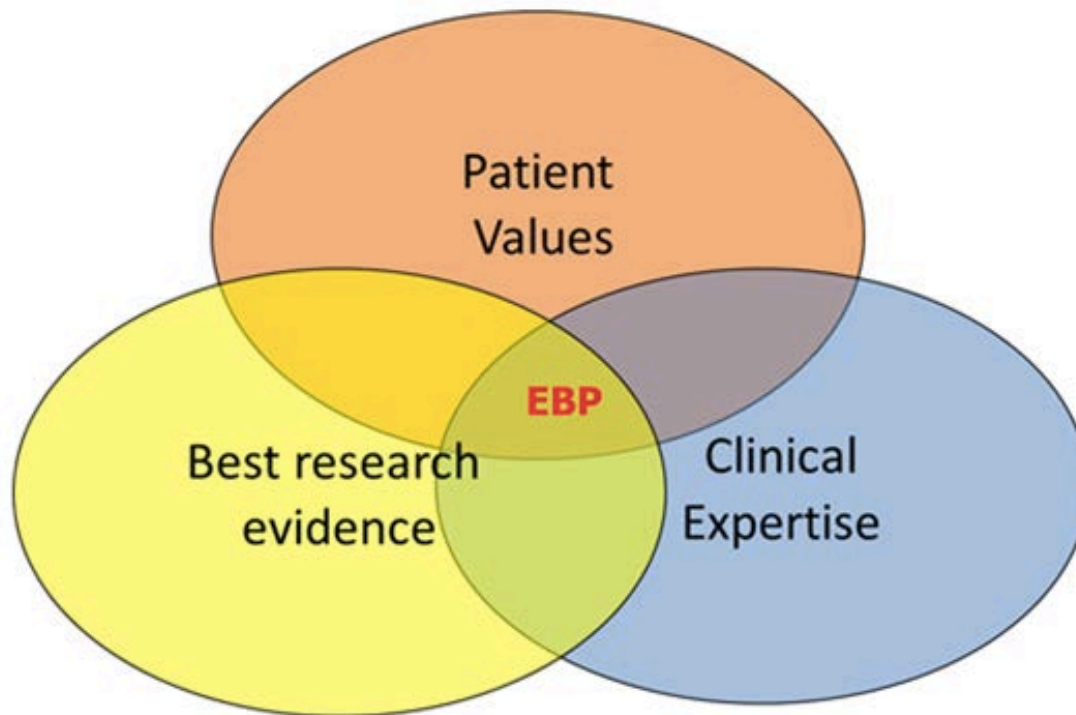 Patient
Values
EBP
Best research
evidence
Clinical
Expertise